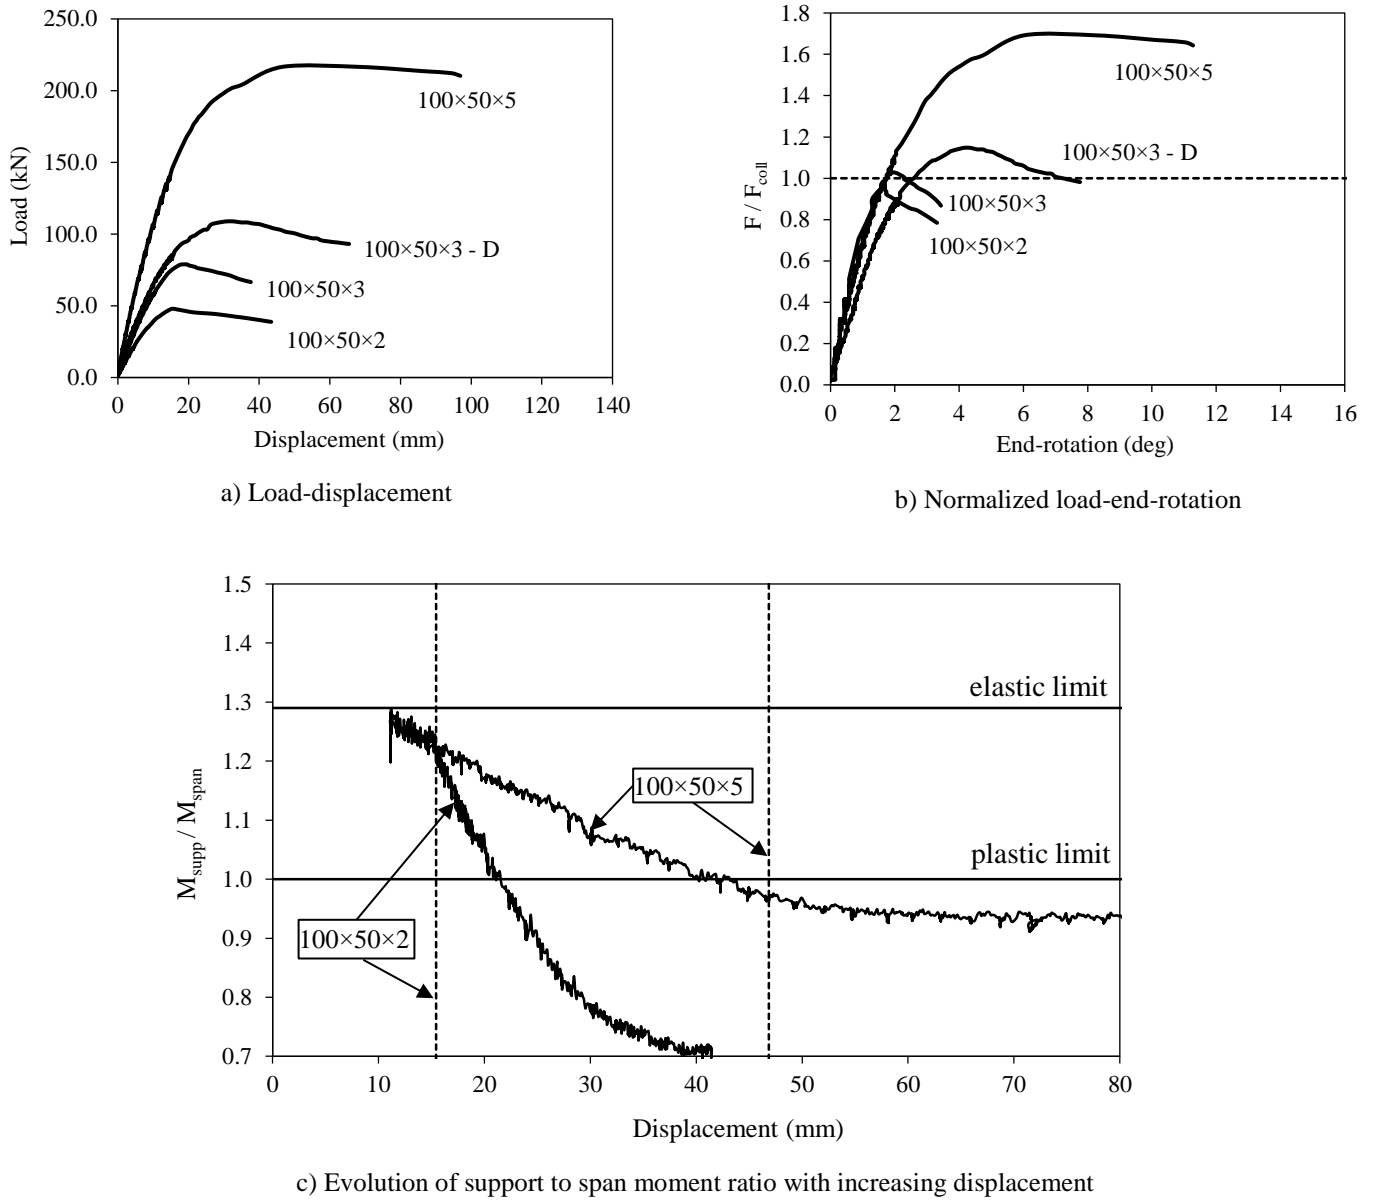 250.0
200.0
150.0
100.0
50.0
0.0
Load (kN)
0 20 40 60 80 100 120 140
Displacement (mm)
100×50×5
100×50×3 - D
100×50×3
100×50×2
a) Load-displacement
1.8
1.6
1.4
1.2
1.0
0.8
0.6
0.4
0.2
0.0
F / Fcoll
0 2 4 6 8 10 12 14 16
End-rotation (deg)
100×50×5
100×50×3 - D
100×50×3
100×50×2
b) Normalized load-end-rotation
1.5
1.4
1.3
1.2
1.1
1.0
0.9
0.8
0.7
Msupp / Mspan
elastic limit
100×50×5
plastic limit
100×50×2
0 10 20 30 40 50 60 70 80
Displacement (mm)
c) Evolution of support to span moment ratio with increasing displacement